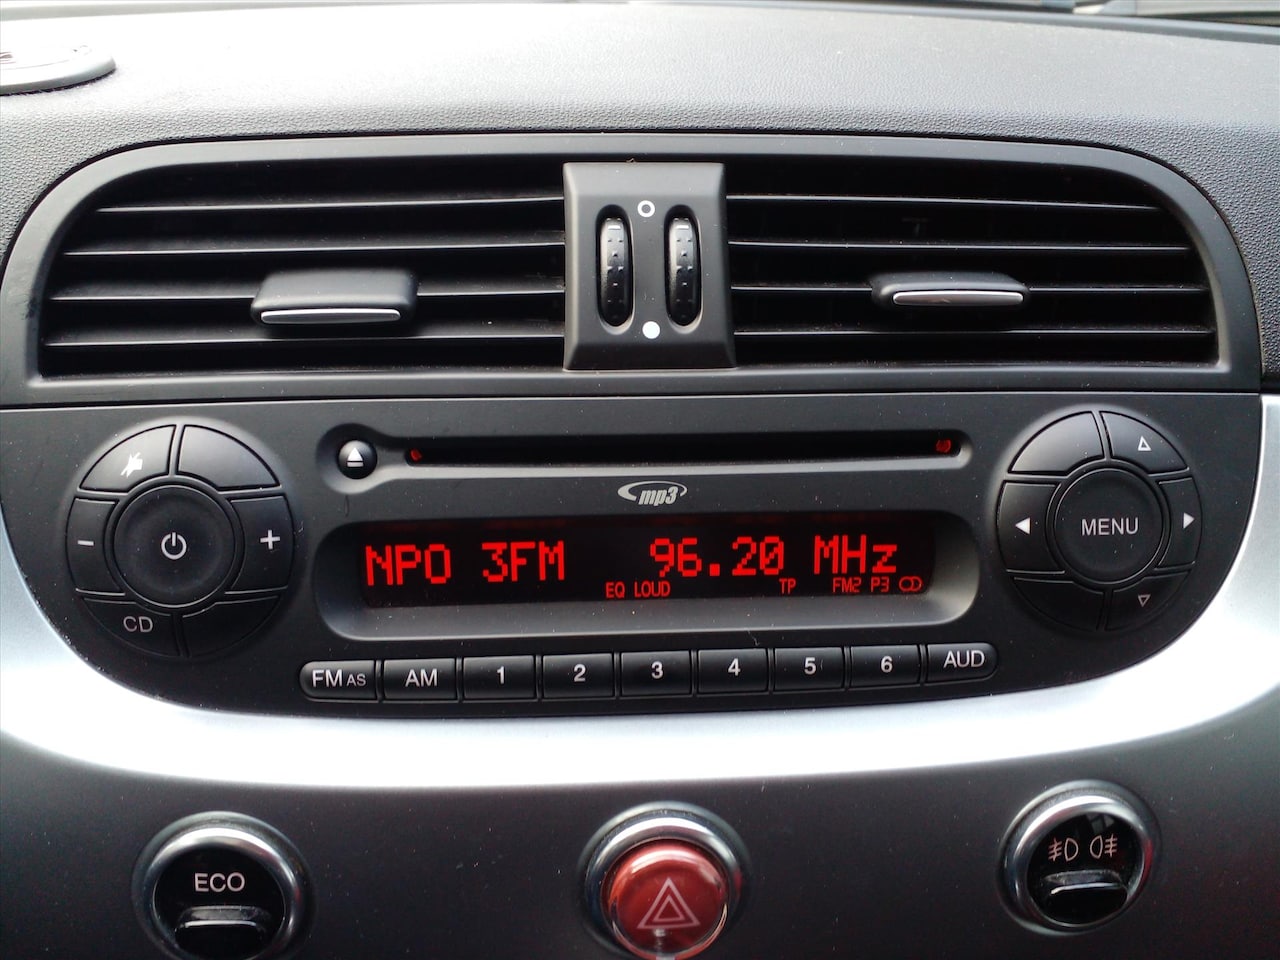 mp3
NPO 3FM 96.20 MHz
EQ LOUD TP FM2 P3
MENU
CD
FM AS AM 1 2 3 4 5 6 AUD
ECO